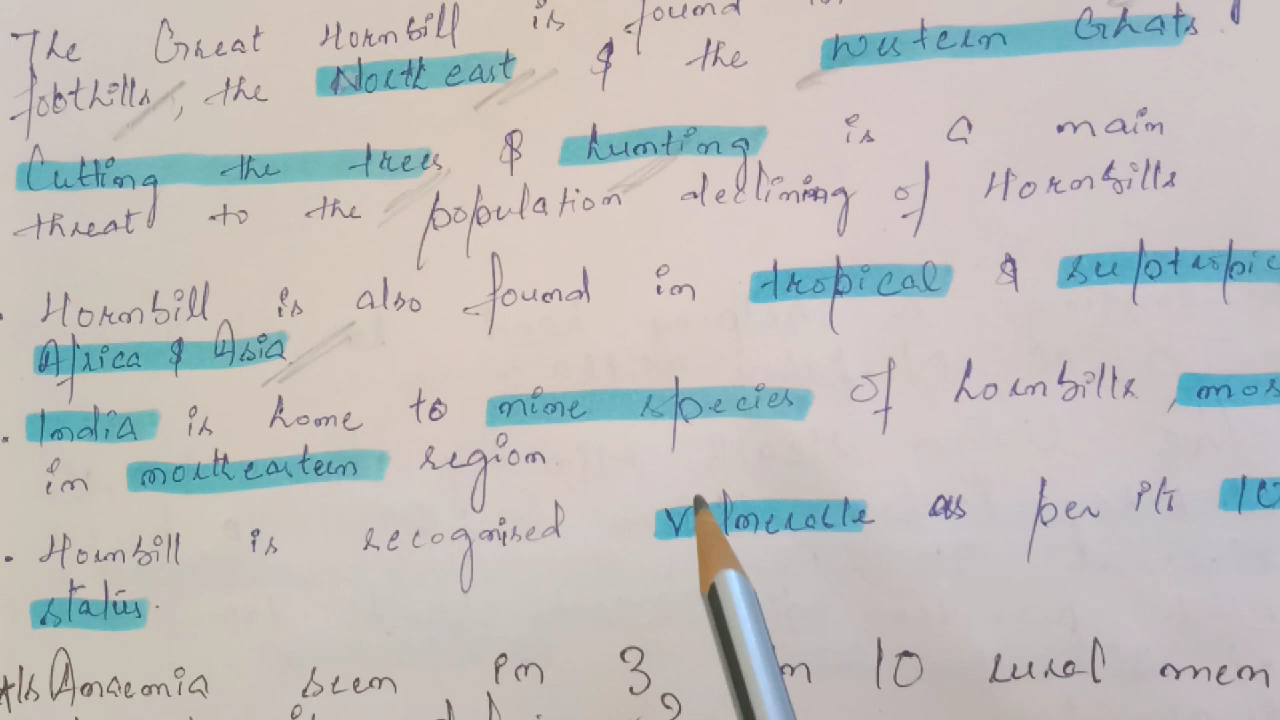 The Great Hornbill is found
foothills, the North east & the western Ghats.
Cutting the trees & hunting is a main
threat to the population declining of Hornbills
. Hornbill is also found in tropical & suptropic
Africa & Asia
. India is home to nine species of hornbills, mos
in northeastern region
. Hornbill is recognised vulnerable as per it's
status.
Is Anaemia seen in 3 in 10 rural men